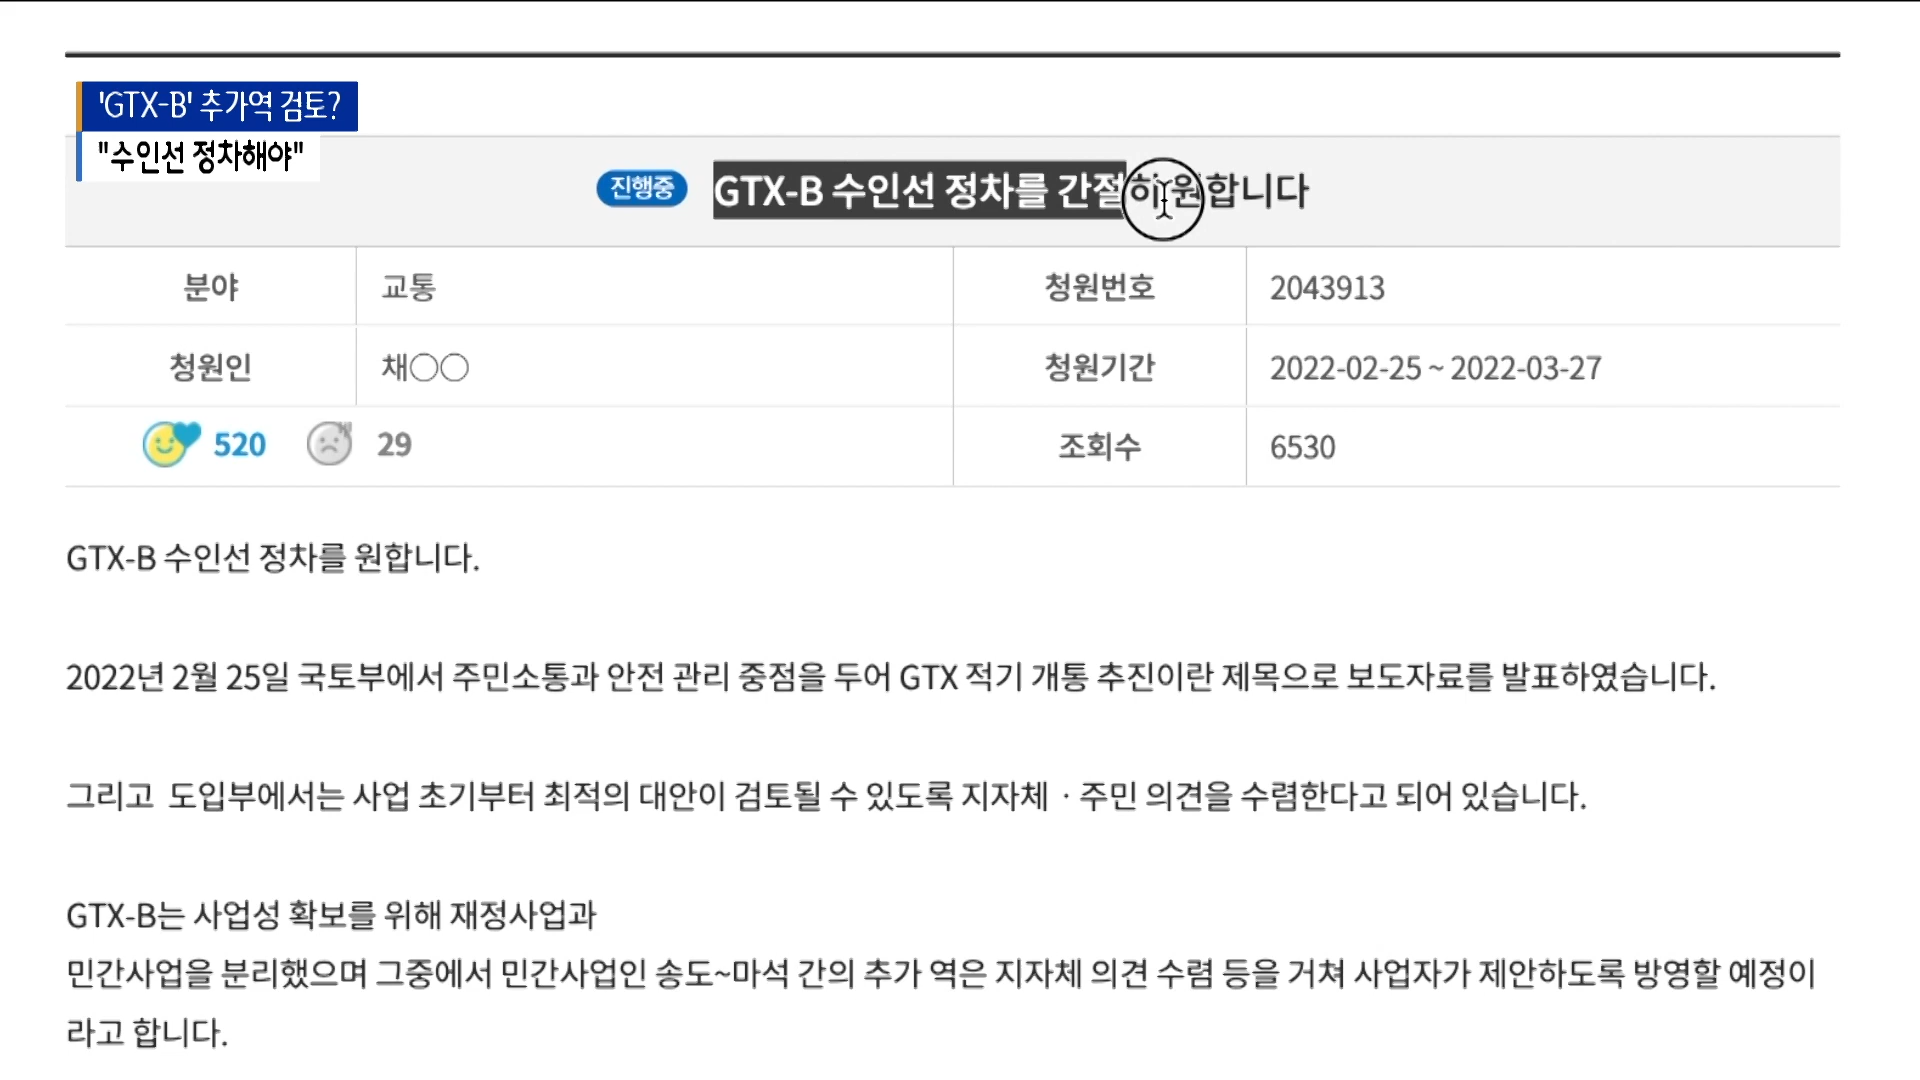 'GTX-B' 추가역 검토?
"수인선 정차해야"
진행중 GTX-B 수인선 정차를 간절히 원합니다
분야 교통 청원번호 2043913
청원인 채○○ 청원기간 2022-02-25 ~ 2022-03-27
520 29 조회수 6530
GTX-B 수인선 정차를 원합니다.
2022년 2월 25일 국토부에서 주민소통과 안전 관리 중점을 두어 GTX 적기 개통 추진이란 제목으로 보도자료를 발표하였습니다.
그리고 도입부에서는 사업 초기부터 최적의 대안이 검토될 수 있도록 지자체ㆍ주민 의견을 수렴한다고 되어 있습니다.
GTX-B는 사업성 확보를 위해 재정사업과
민간사업을 분리했으며 그중에서 민간사업인 송도~마석 간의 추가 역은 지자체 의견 수렴 등을 거쳐 사업자가 제안하도록 방영할 예정이
라고 합니다.